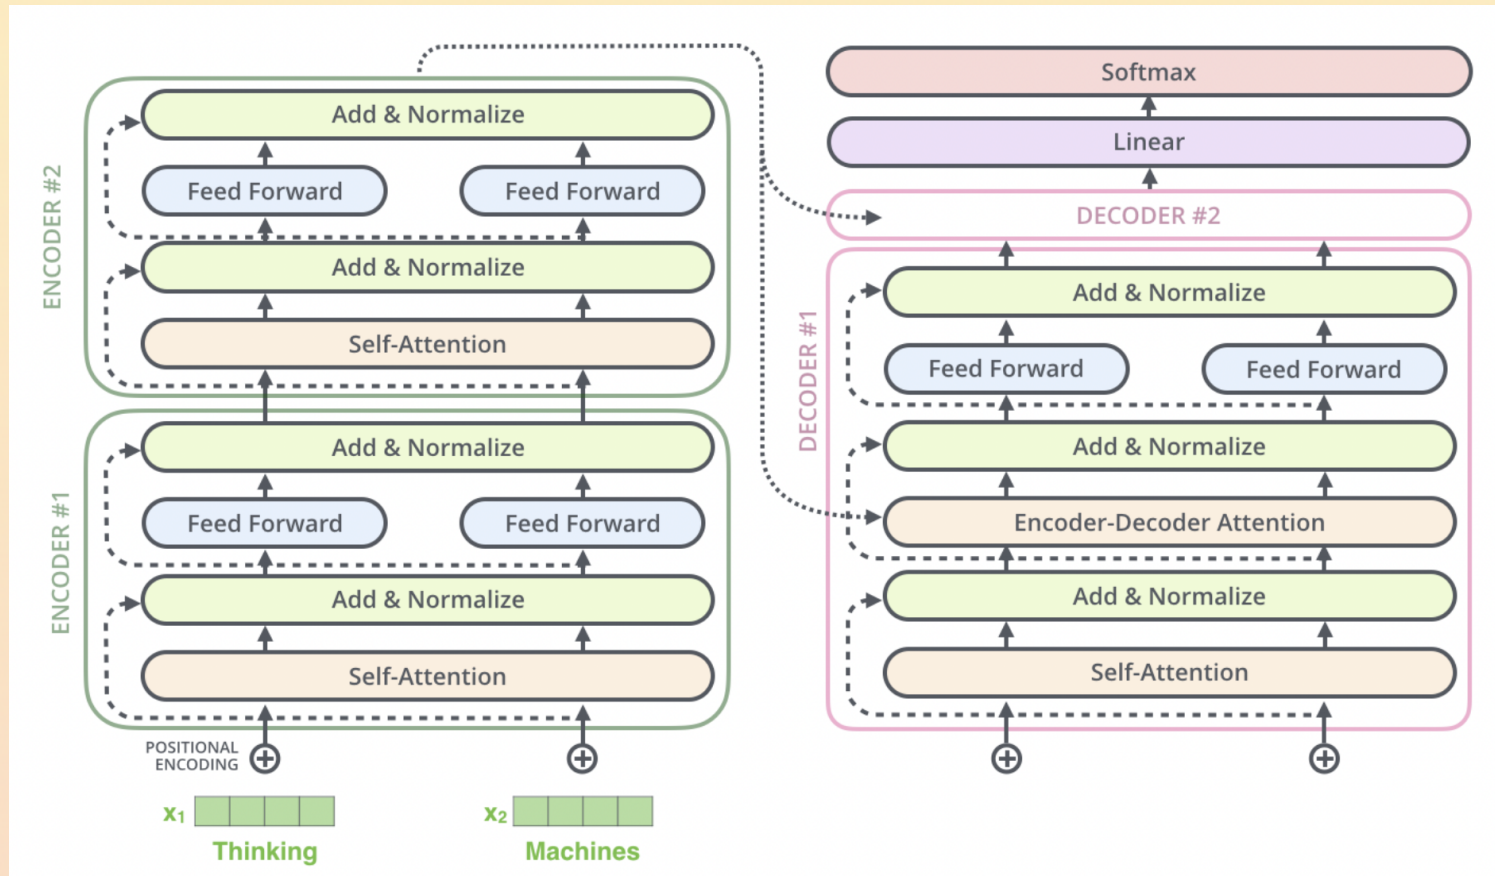 ENCODER #2
Add & Normalize
Feed Forward
Feed Forward
Add & Normalize
Self-Attention
ENCODER #1
Add & Normalize
Feed Forward
Feed Forward
Add & Normalize
Self-Attention
POSITIONAL
ENCODING
x1
x2
Thinking
Machines
Softmax
Linear
DECODER #2
DECODER #1
Add & Normalize
Feed Forward
Feed Forward
Add & Normalize
Encoder-Decoder Attention
Add & Normalize
Self-Attention